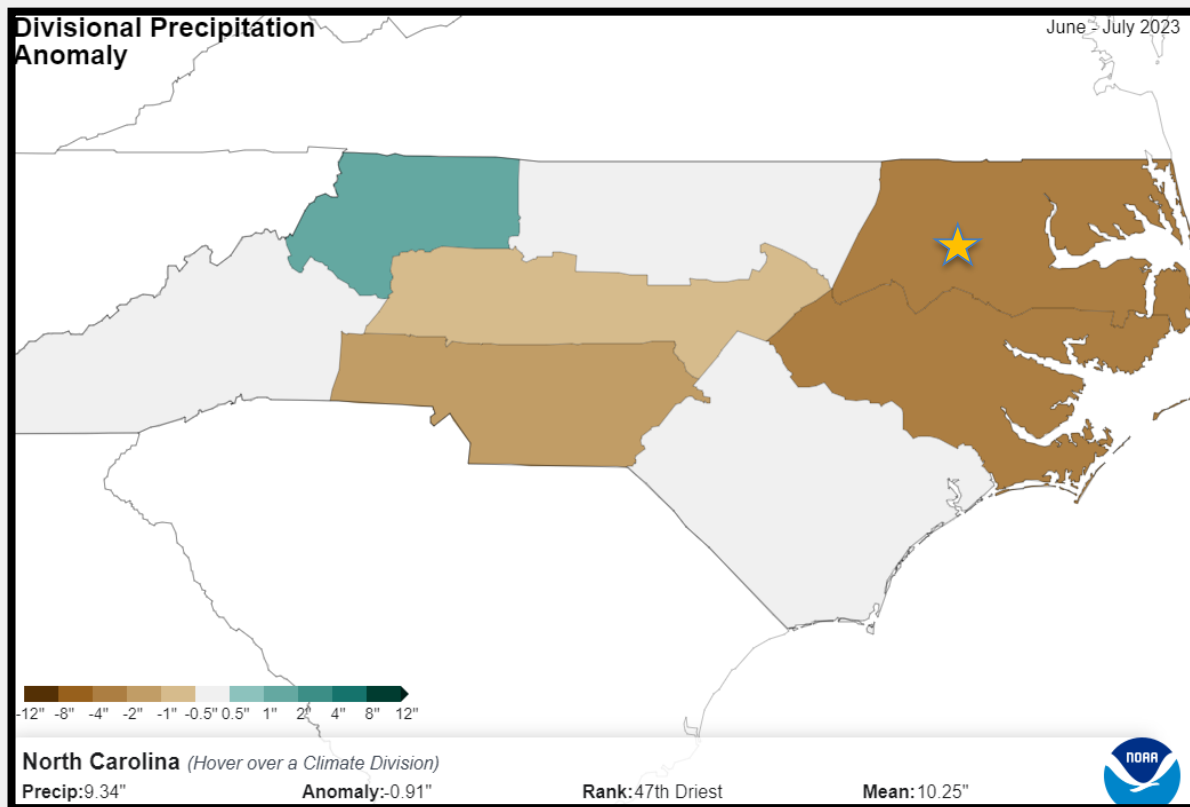 Divisional Precipitation
Anomaly
June - July 2023
-12" -8" -4" -2" -1" -0.5" 0.5" 1" 2" 4" 8" 12"
North Carolina (Hover over a Climate Division)
Precip:9.34" Anomaly:-0.91" Rank:47th Driest Mean:10.25"
NOAA